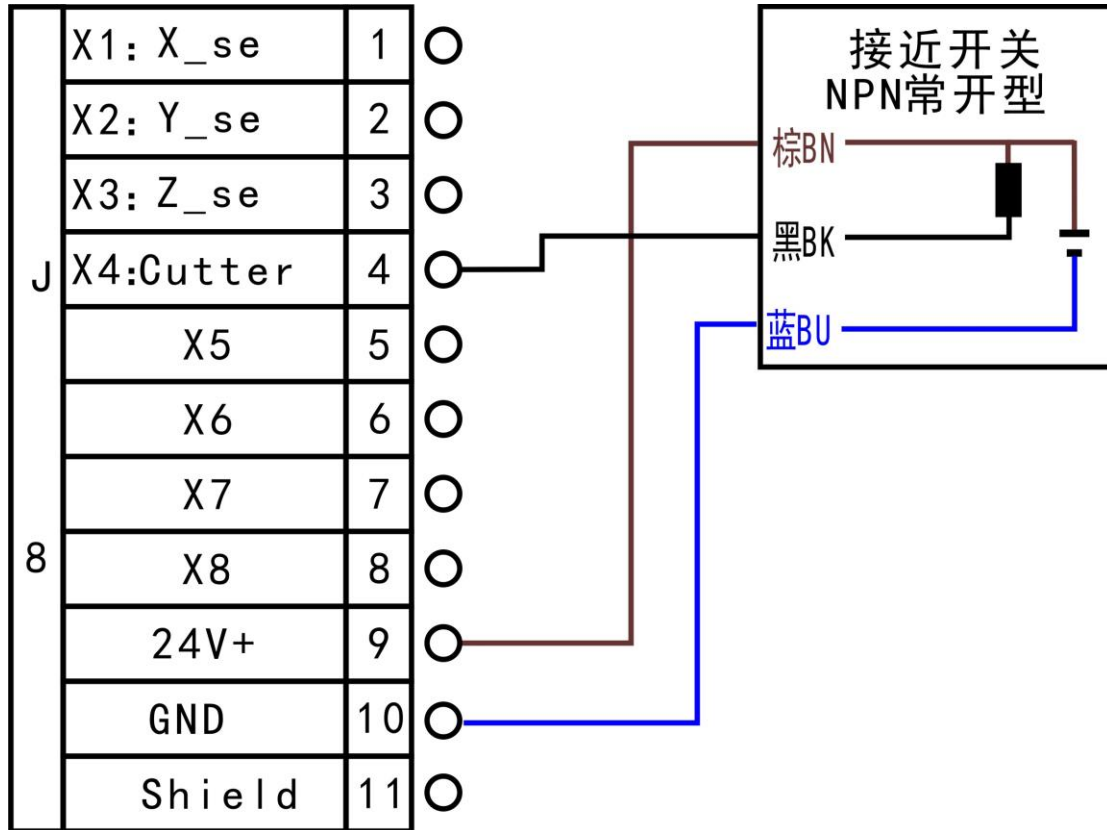 X1: X_se 1
X2: Y_se 2
X3: Z_se 3
J X4:Cutter 4
X5 5
X6 6
X7 7
8 X8 8
24V+ 9
GND 10
Shield 11
接近开关
NPN常开型
棕BN
黑BK
蓝BU